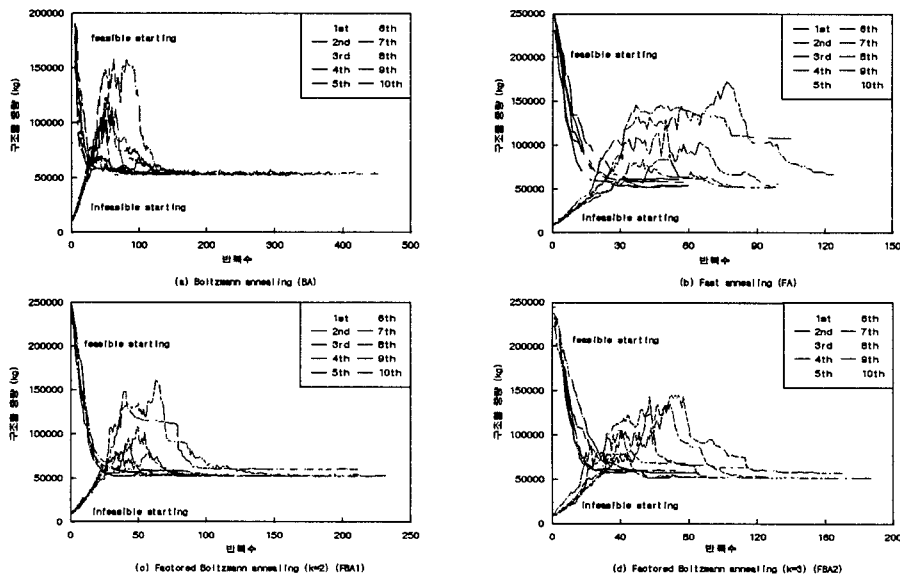 250000
200000
150000
100000
50000
0
구조물 중량 (kg)
feasible starting
infeasible starting
1st 6th
2nd 7th
3rd 8th
4th 9th
5th 10th
0 100 200 300 400 500
반복수
(a) Boltzmann annealing (BA)
250000
200000
150000
100000
50000
0
구조물 중량 (kg)
feasible starting
infeasible starting
1st 6th
2nd 7th
3rd 8th
4th 9th
5th 10th
0 30 60 90 120 150
반복수
(b) Fast annealing (FA)
250000
200000
150000
100000
50000
0
구조물 중량 (kg)
feasible starting
infeasible starting
1st 6th
2nd 7th
3rd 8th
4th 9th
5th 10th
0 50 100 150 200 250
반복수
(c) Factored Boltzmann annealing (k=2) (FBA1)
250000
200000
150000
100000
50000
0
구조물 중량 (kg)
feasible starting
infeasible starting
1st 6th
2nd 7th
3rd 8th
4th 9th
5th 10th
0 40 80 120 160 200
반복수
(d) Factored Boltzmann annealing (k=3) (FBA2)